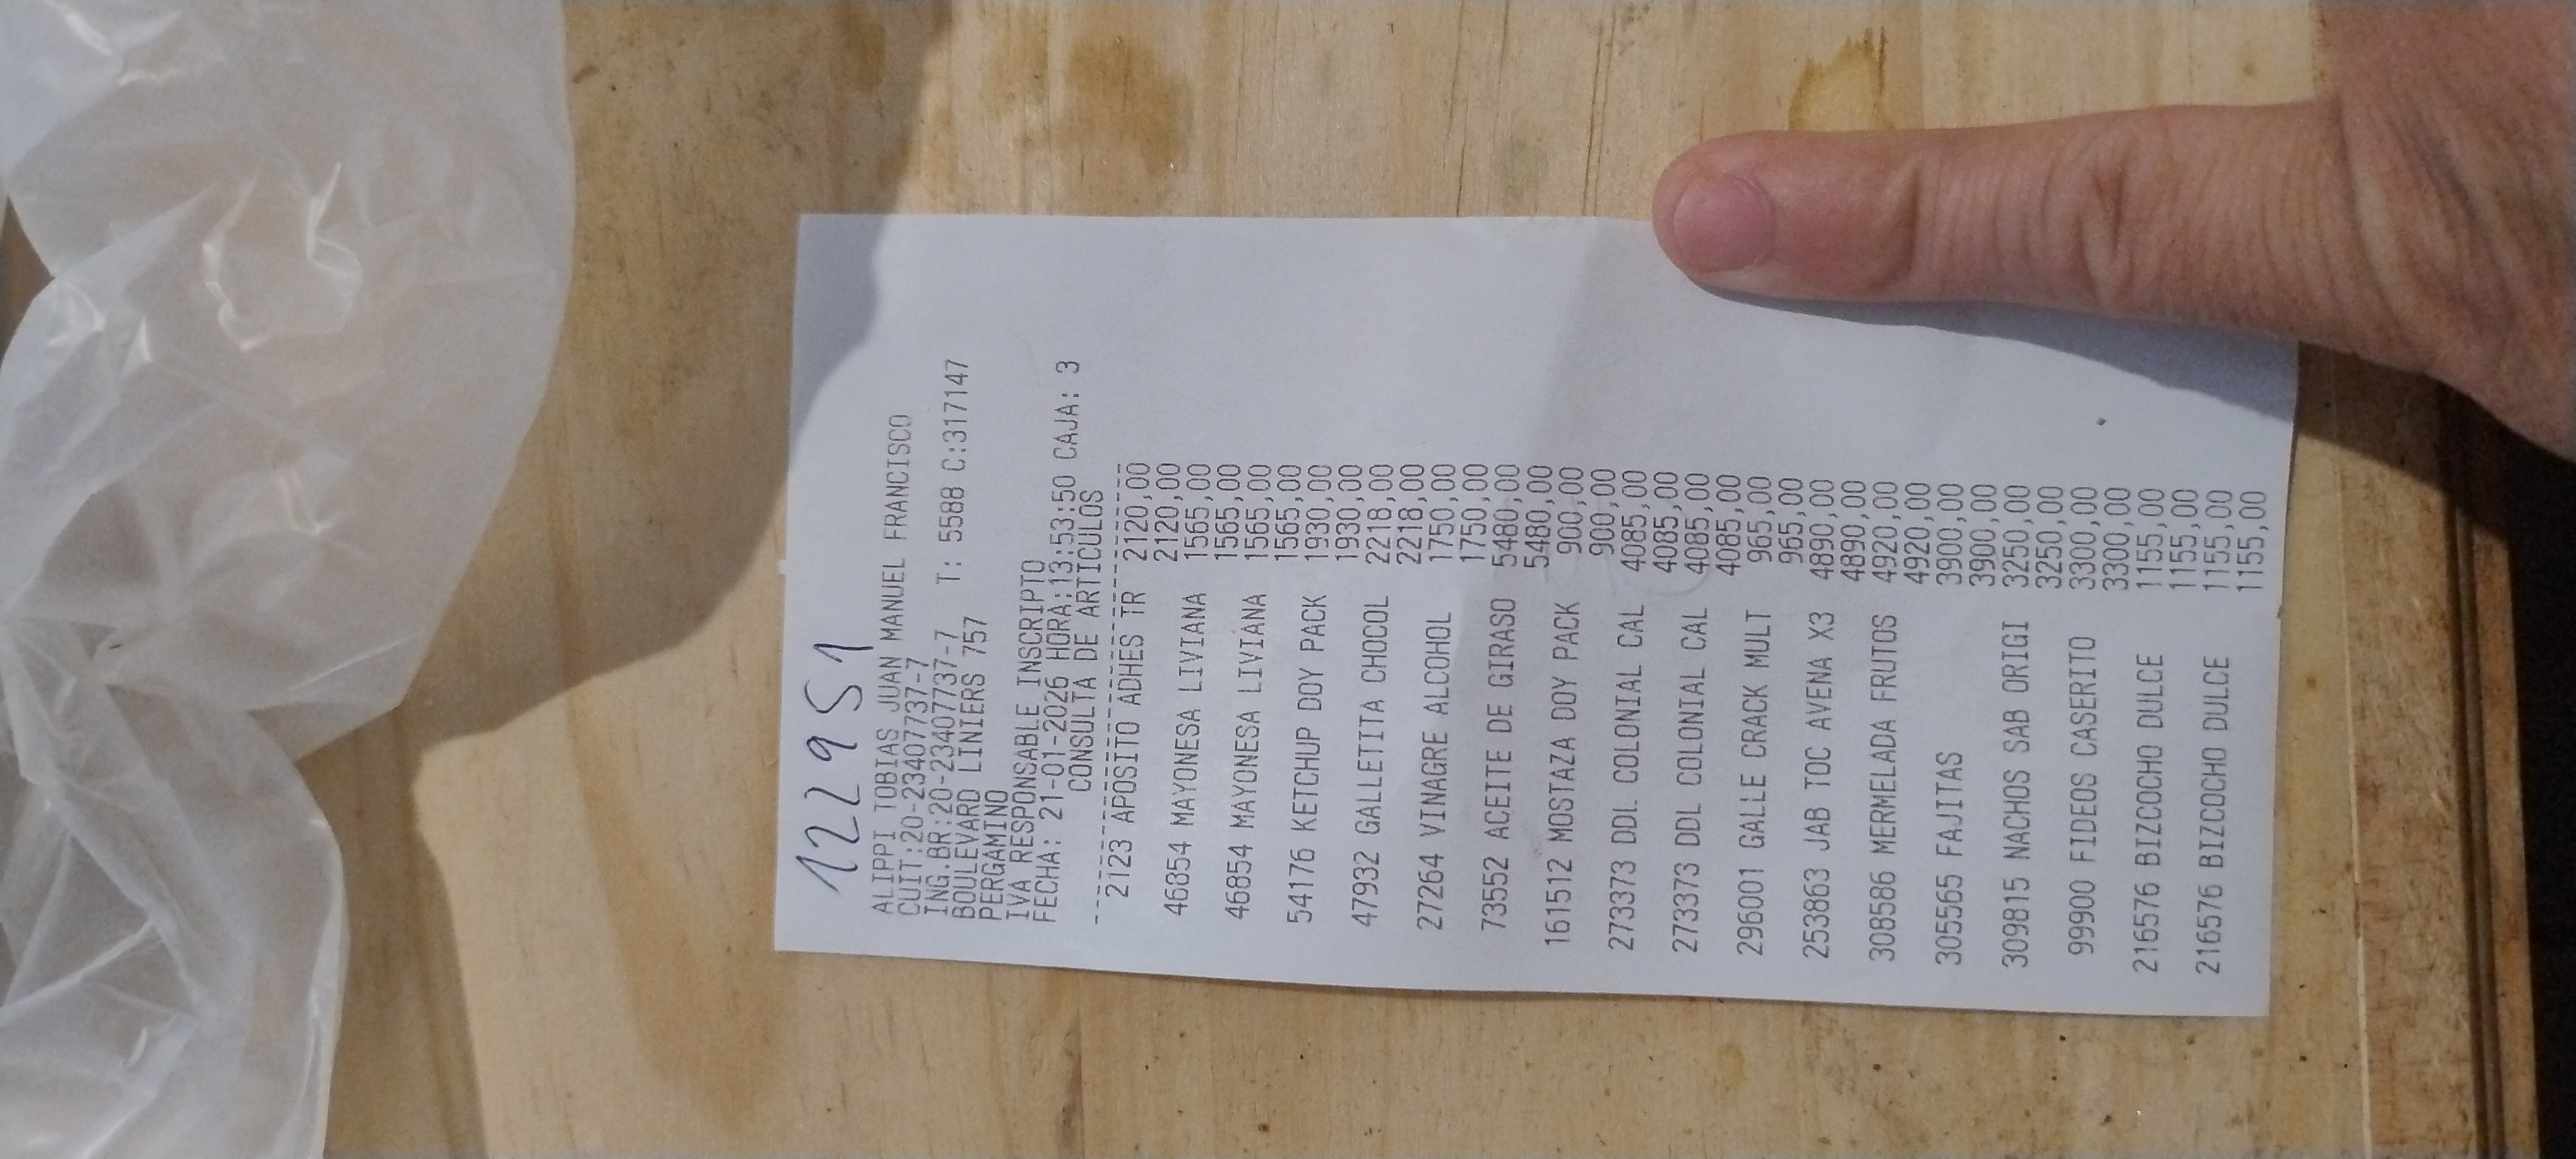 122951
ALIPPI TOBIAS JUAN MANUEL FRANCISCO
CUIT:20-23407737-7
ING.BR:20-23407737-7
BOULEVARD LINIERS 757 T: 5588 C:317147
PERGAMINO
IVA RESPONSABLE INSCRIPTO
FECHA: 21-01-2026 HORA:13:53:50 CAJA: 3
CONSULTA DE ARTICULOS
----------------------------------------
2123 APOSITO ADHES TR 2120,00
2120,00
46854 MAYONESA LIVIANA 1565,00
1565,00
46854 MAYONESA LIVIANA 1565,00
1565,00
54176 KETCHUP DOY PACK 1930,00
1930,00
47932 GALLETITA CHOCOL 2218,00
2218,00
27264 VINAGRE ALCOHOL 1750,00
1750,00
73552 ACEITE DE GIRASO 5480,00
5480,00
161512 MOSTAZA DOY PACK 900,00
900,00
273373 DDL COLONIAL CAL 4085,00
4085,00
273373 DDL COLONIAL CAL 4085,00
4085,00
296001 GALLE CRACK MULT 965,00
965,00
253863 JAB TOC AVENA X3 4890,00
4890,00
308586 MERMELADA FRUTOS 4920,00
4920,00
305565 FAJITAS 3900,00
3900,00
309815 NACHOS SAB ORIGI 3250,00
3250,00
99900 FIDEOS CASERITO 3300,00
3300,00
216576 BIZCOCHO DULCE 1155,00
1155,00
216576 BIZCOCHO DULCE 1155,00
1155,00